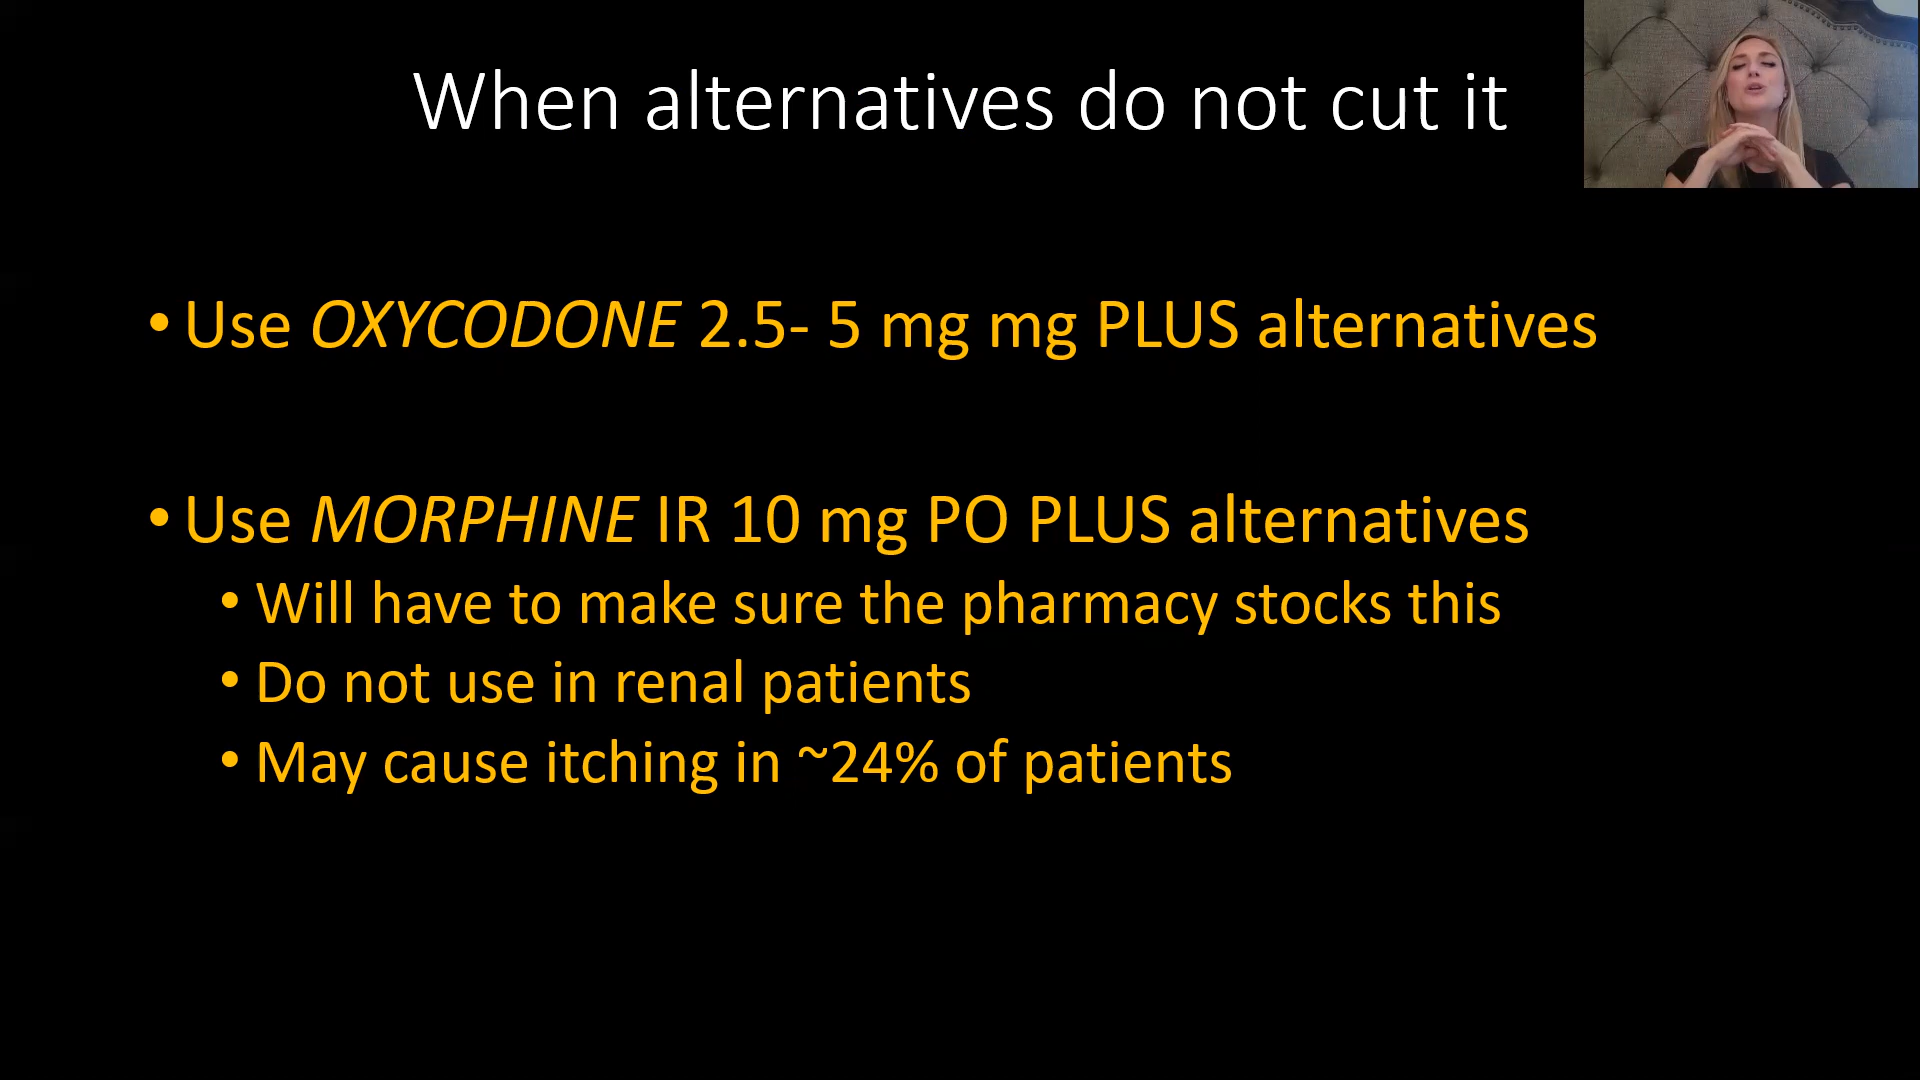 When alternatives do not cut it
• Use OXYCODONE 2.5- 5 mg mg PLUS alternatives
• Use MORPHINE IR 10 mg PO PLUS alternatives
• Will have to make sure the pharmacy stocks this
• Do not use in renal patients
• May cause itching in ~24% of patients